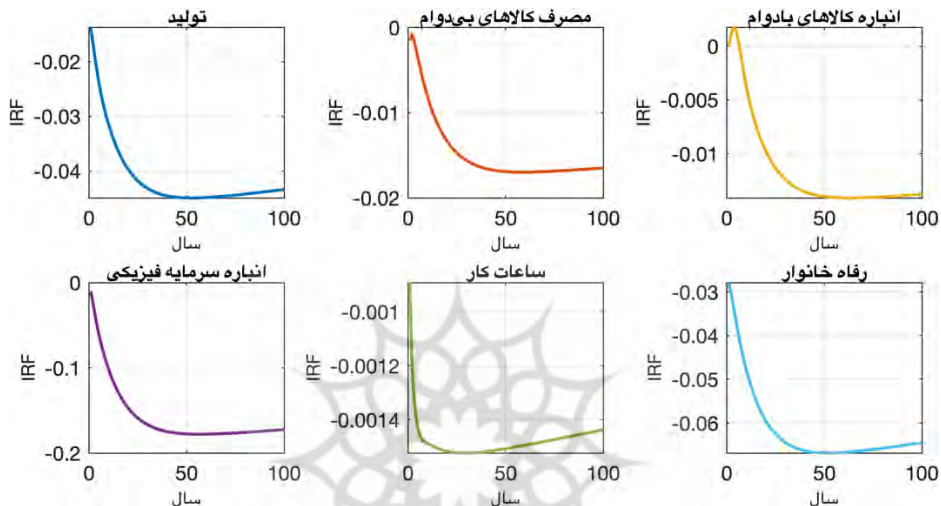 تولید
-0.02
-0.03
-0.04
IRF
0 50 100
سال
مصرف کالاهای بی‌دوام
0
-0.01
-0.02
IRF
0 50 100
سال
انباره کالاهای بادوام
0
-0.005
-0.01
IRF
0 50 100
سال
انباره سرمایه فیزیکی
0
-0.1
-0.2
IRF
0 50 100
سال
ساعات کار
-0.001
-0.0012
-0.0014
IRF
0 50 100
سال
رفاه خانوار
-0.03
-0.04
-0.05
-0.06
IRF
0 50 100
سال